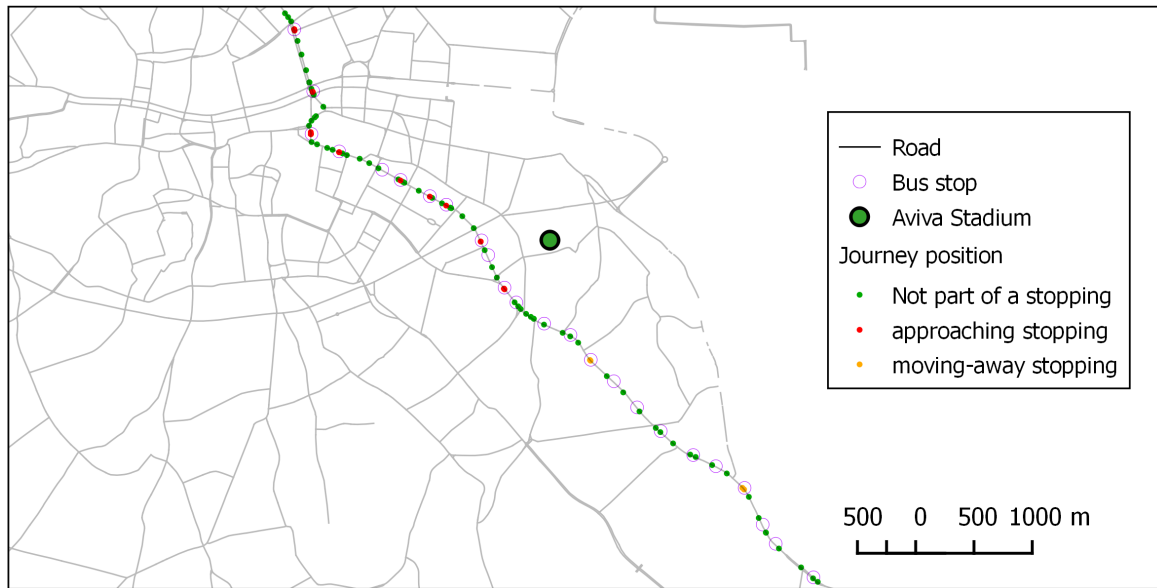 Road
Bus stop
Aviva Stadium
Journey position
Not part of a stopping
approaching stopping
moving-away stopping
500 0 500 1000 m